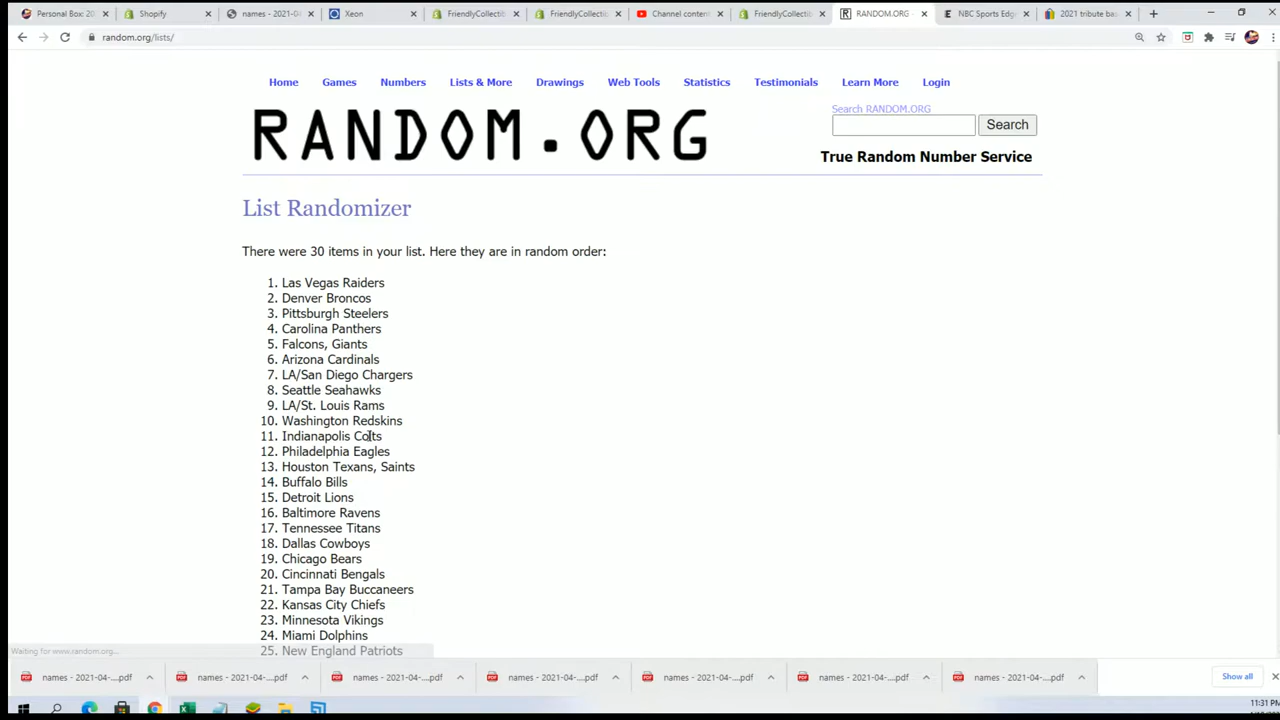 Personal Box: 20
Shopify
names - 2021-04-
Xeon
FriendlyCollectib
FriendlyCollectio
Channel content
FriendlyCollectib
RANDOM.ORG -
NBC Sports Edge
2021 tribute ba
random.org/lists/
Home Games Numbers Lists & More Drawings Web Tools Statistics Testimonials Learn More Login
RANDOM.ORG
Search RANDOM.ORG
Search
True Random Number Service
List Randomizer
There were 30 items in your list. Here they are in random order:
1. Las Vegas Raiders
2. Denver Broncos
3. Pittsburgh Steelers
4. Carolina Panthers
5. Falcons, Giants
6. Arizona Cardinals
7. LA/San Diego Chargers
8. Seattle Seahawks
9. LA/St. Louis Rams
10. Washington Redskins
11. Indianapolis Colts
12. Philadelphia Eagles
13. Houston Texans, Saints
14. Buffalo Bills
15. Detroit Lions
16. Baltimore Ravens
17. Tennessee Titans
18. Dallas Cowboys
19. Chicago Bears
20. Cincinnati Bengals
21. Tampa Bay Buccaneers
22. Kansas City Chiefs
23. Minnesota Vikings
24. Miami Dolphins
25. New England Patriots
Waiting for www.random.org...
names - 2021-04-....pdf
names - 2021-04-....pdf
names - 2021-04-....pdf
names - 2021-04-....pdf
names - 2021-04-....pdf
names - 2021-04-....pdf
names - 2021-04-....pdf
Show all
11:31 PM